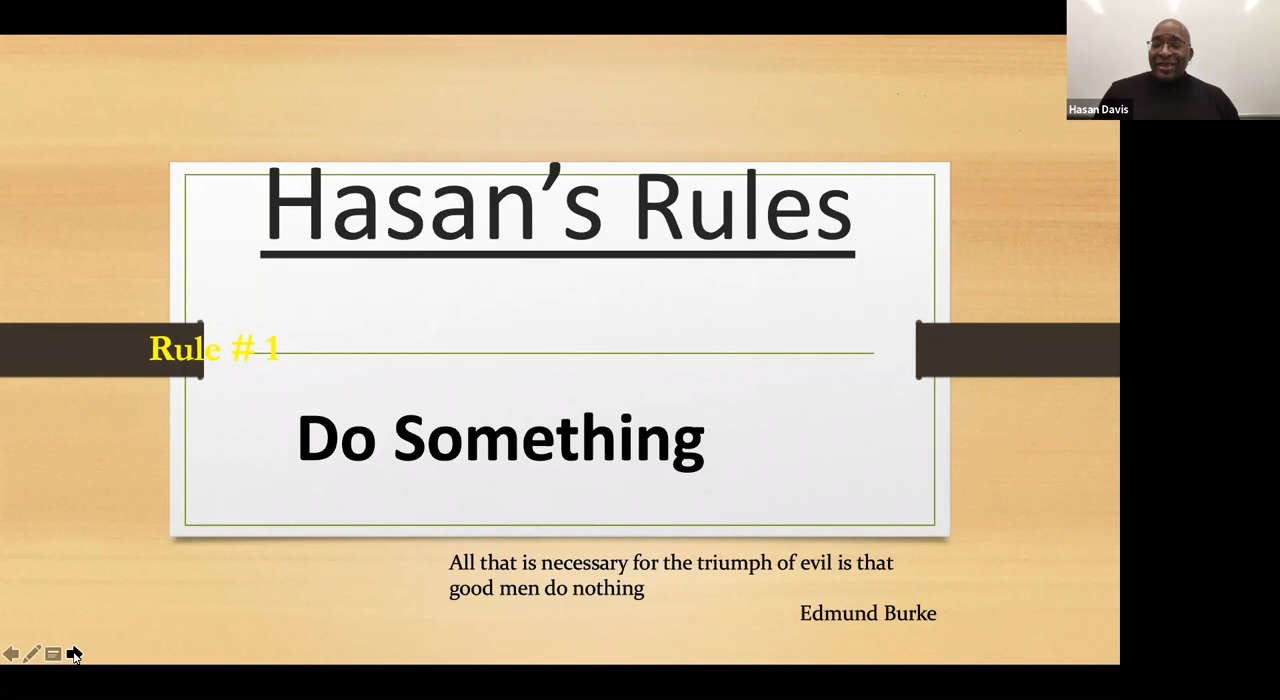 Hasan Davis
Hasan’s Rules
Rule # 1
Do Something
All that is necessary for the triumph of evil is that
good men do nothing
Edmund Burke